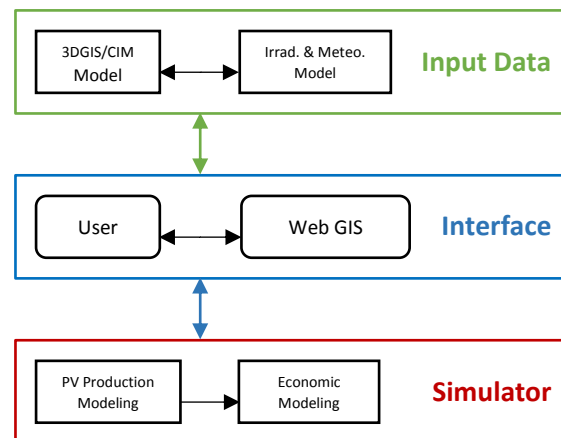 3DGIS/CIM
Model
Irrad. & Meteo.
Model
Input Data
User
Web GIS
Interface
PV Production
Modeling
Economic
Modeling
Simulator